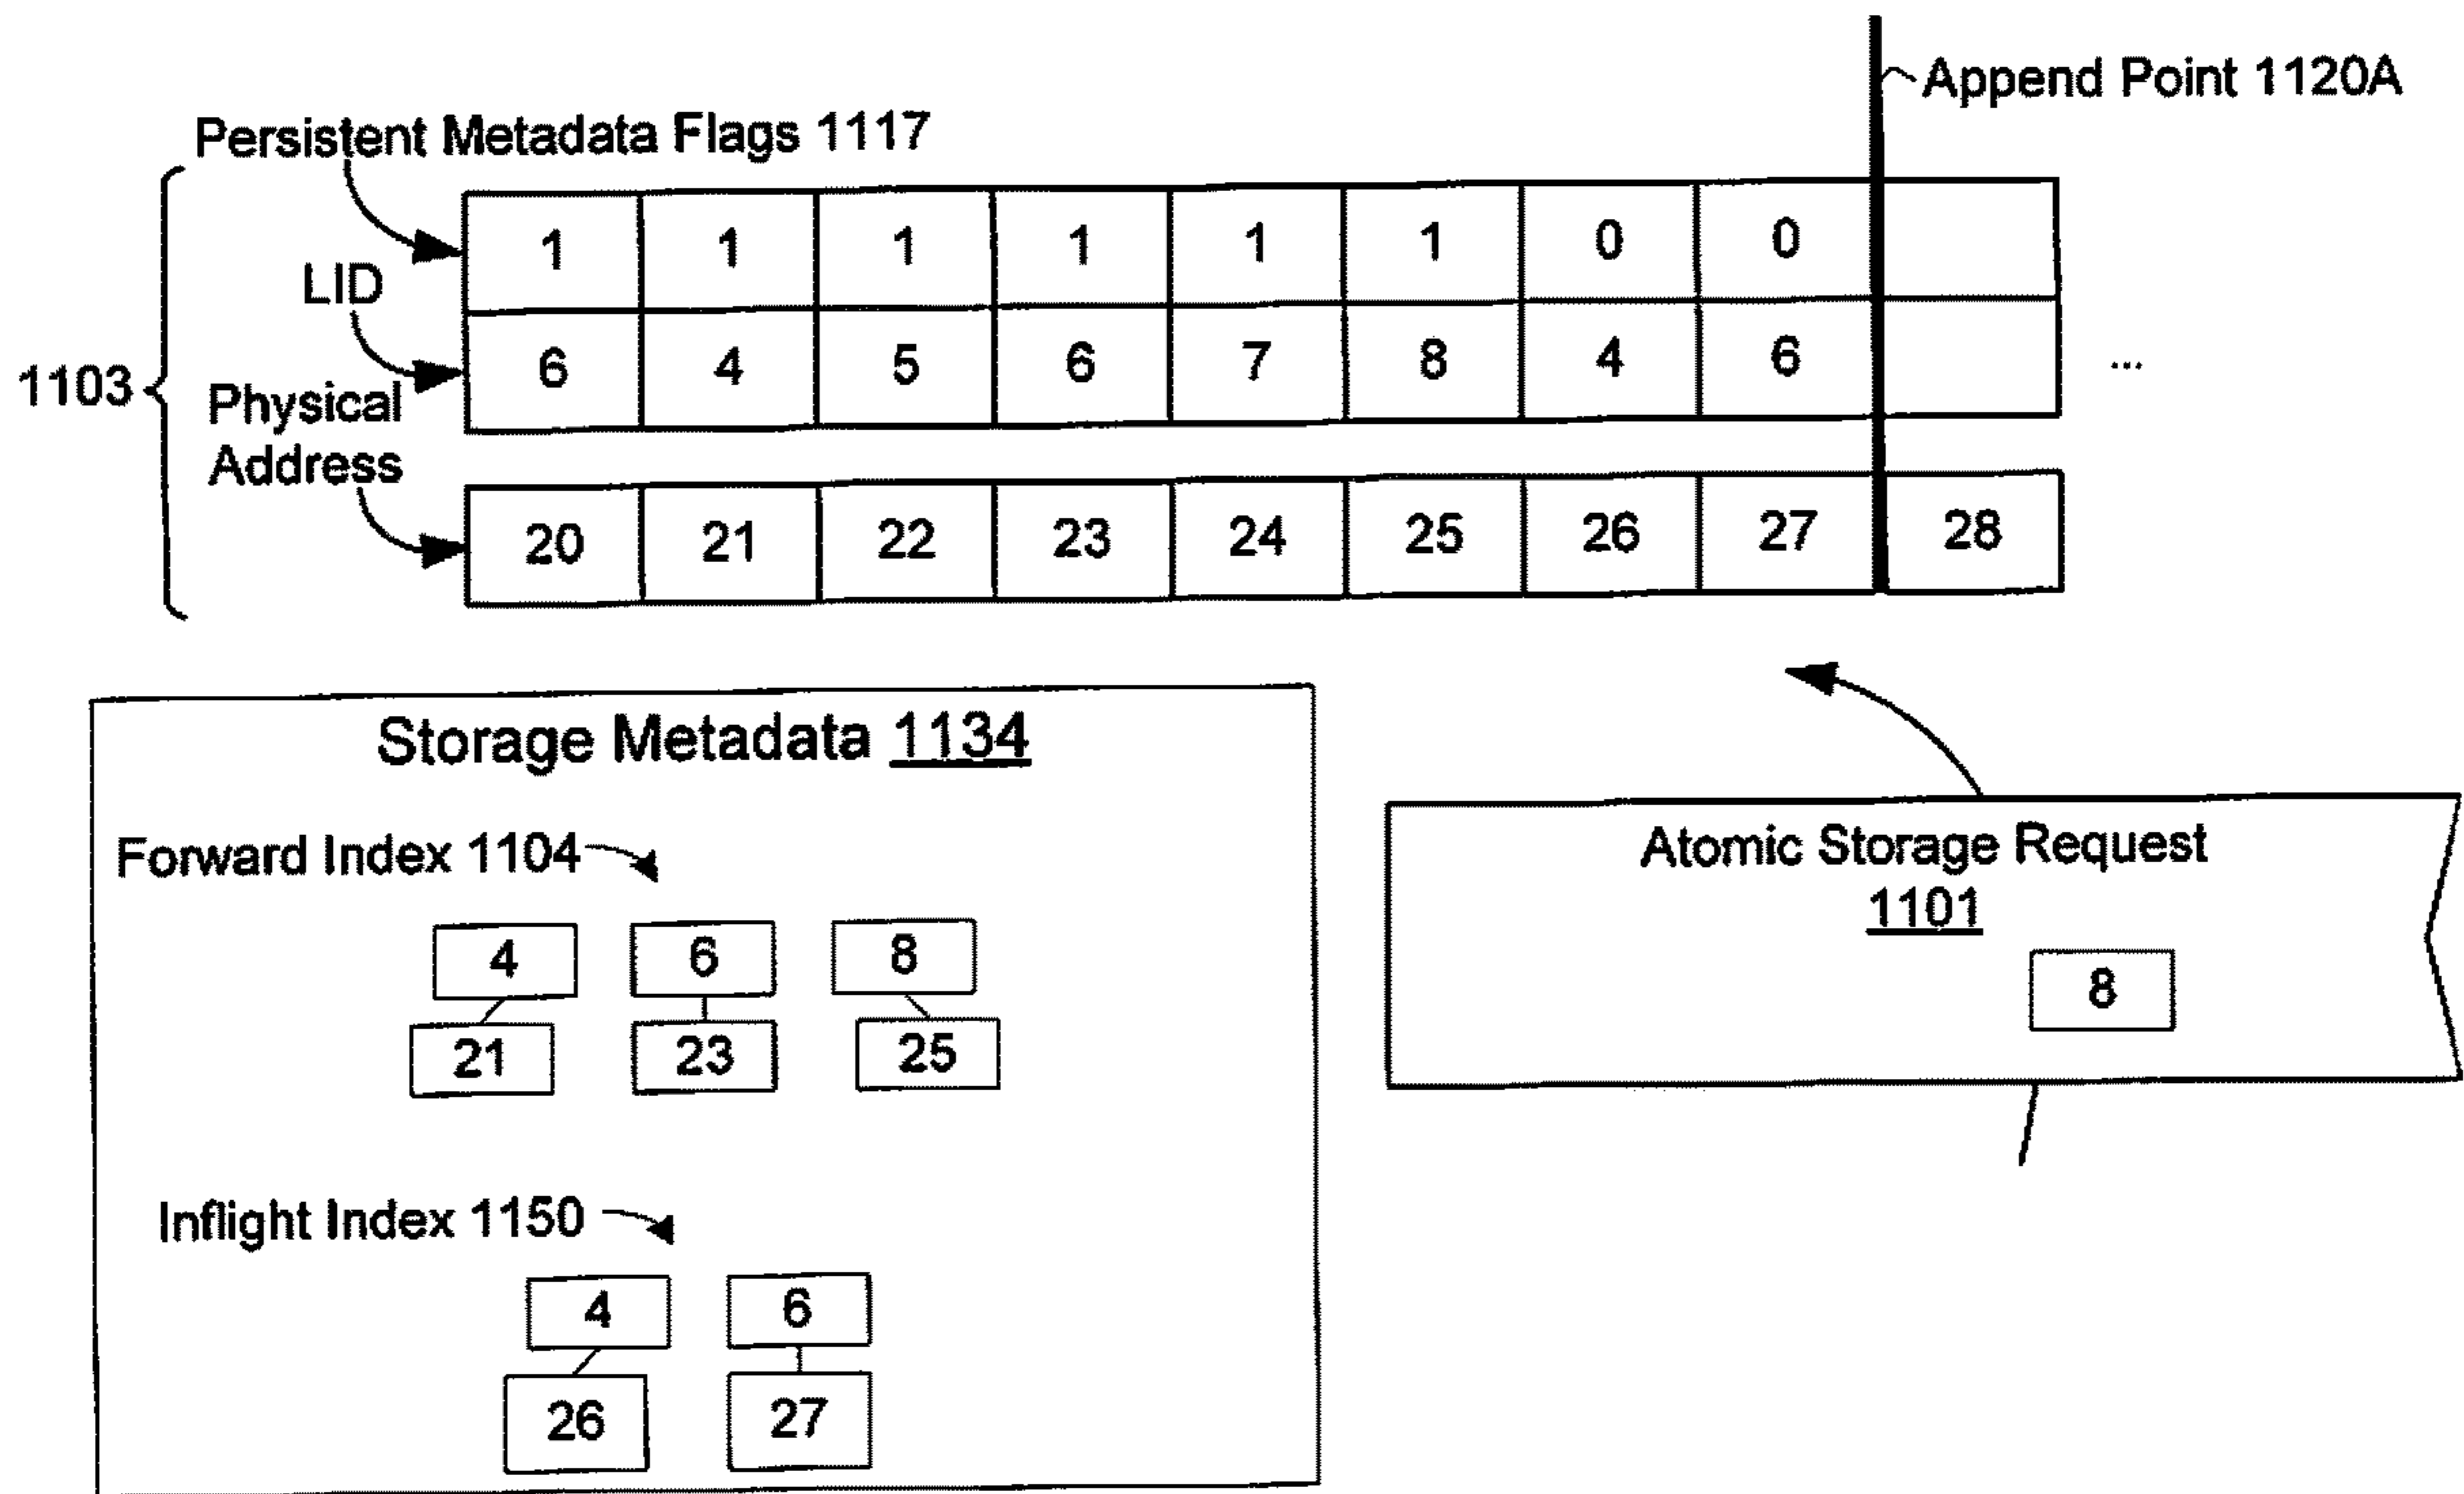 Append Point 1120A
Persistent Metadata Flags 1117
1 1 1 1 1 1 0 0
LID
6 4 5 6 7 8 4 6 ...
1103
Physical
Address
20 21 22 23 24 25 26 27 28
Storage Metadata 1134
Forward Index 1104
4 6 8
21 23 25
Inflight Index 1150
4 6
26 27
Atomic Storage Request
1101
8